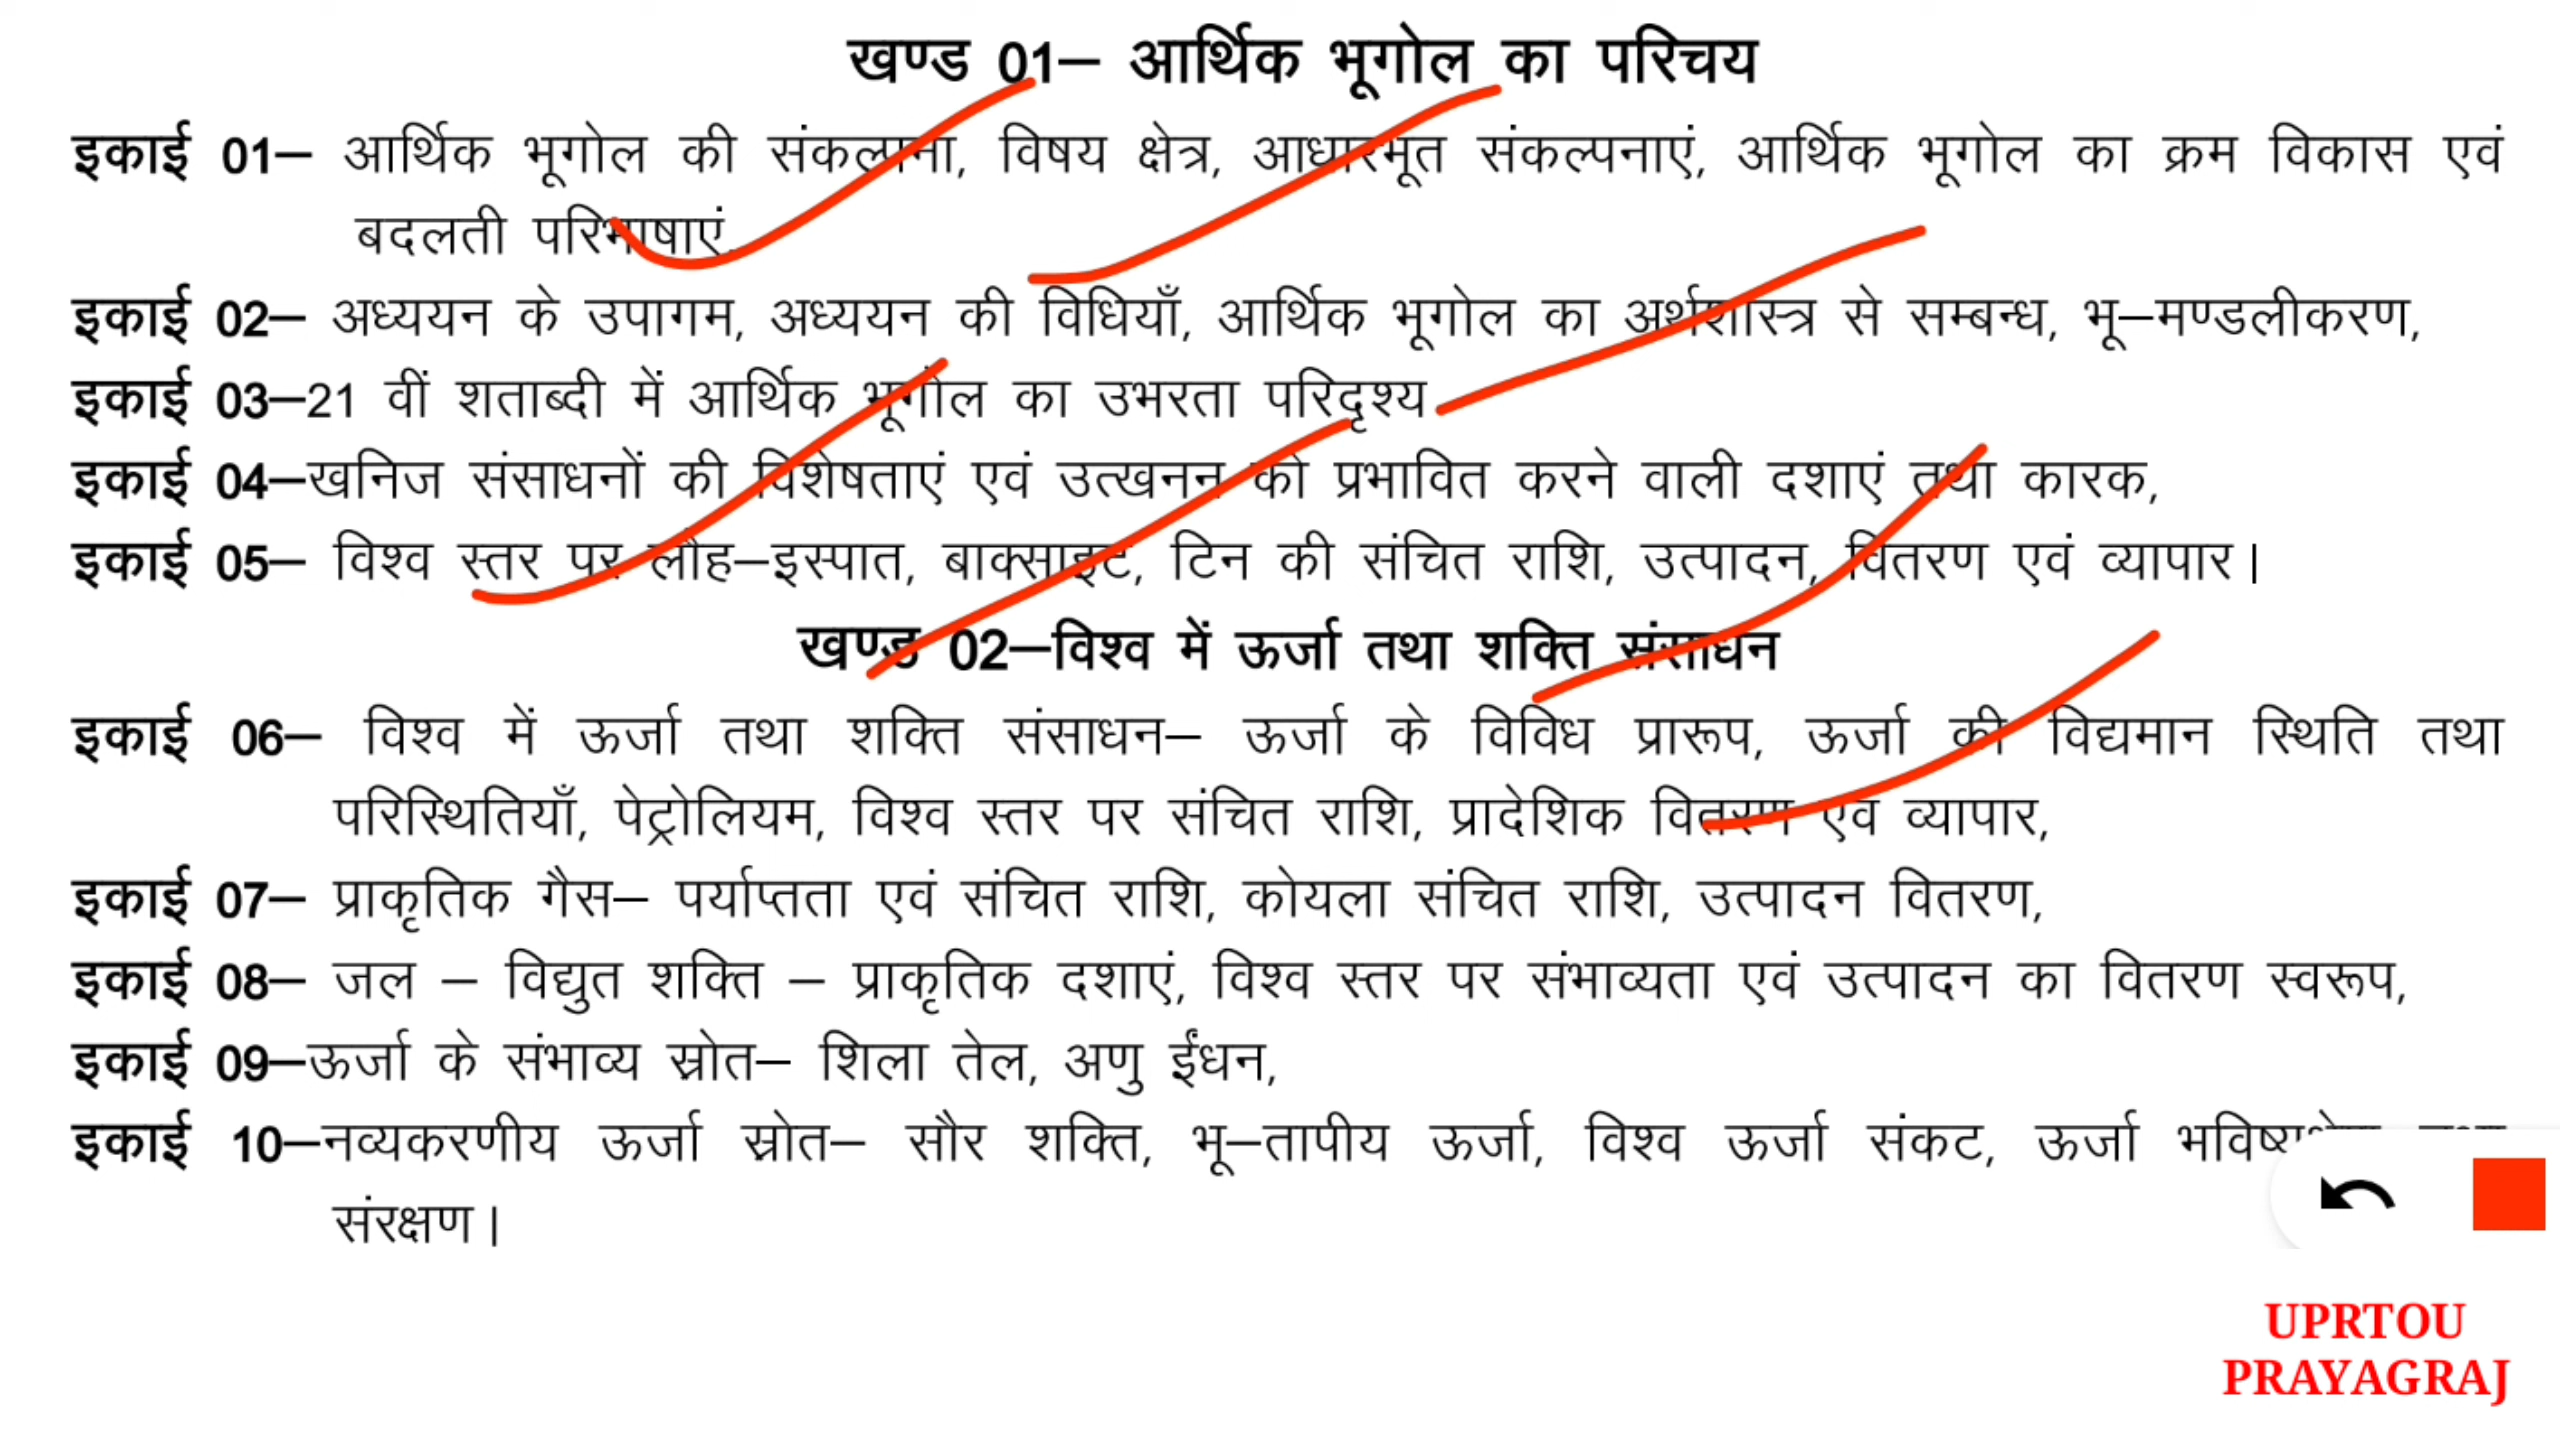 खण्ड 01– आर्थिक भूगोल का परिचय
इकाई 01– आर्थिक भूगोल की संकल्पना, विषय क्षेत्र, आधारभूत संकल्पनाएं, आर्थिक भूगोल का क्रम विकास एवं
बदलती परिभाषाएं,
इकाई 02– अध्ययन के उपागम, अध्ययन की विधियाँ, आर्थिक भूगोल का अर्थशास्त्र से सम्बन्ध, भू–मण्डलीकरण,
इकाई 03–21 वीं शताब्दी में आर्थिक भूगोल का उभरता परिदृश्य
इकाई 04–खनिज संसाधनों की विशेषताएं एवं उत्खनन को प्रभावित करने वाली दशाएं तथा कारक,
इकाई 05– विश्व स्तर पर लौह–इस्पात, बाक्साइट, टिन की संचित राशि, उत्पादन, वितरण एवं व्यापार।
खण्ड 02–विश्व में ऊर्जा तथा शक्ति संसाधन
इकाई 06– विश्व में ऊर्जा तथा शक्ति संसाधन– ऊर्जा के विविध प्रारूप, ऊर्जा की विद्यमान स्थिति तथा
परिस्थितियाँ, पेट्रोलियम, विश्व स्तर पर संचित राशि, प्रादेशिक वितरण एवं व्यापार,
इकाई 07– प्राकृतिक गैस– पर्याप्तता एवं संचित राशि, कोयला संचित राशि, उत्पादन वितरण,
इकाई 08– जल – विद्युत शक्ति – प्राकृतिक दशाएं, विश्व स्तर पर संभाव्यता एवं उत्पादन का वितरण स्वरूप,
इकाई 09–ऊर्जा के संभाव्य स्रोत– शिला तेल, अणु ईंधन,
इकाई 10–नव्यकरणीय ऊर्जा स्रोत– सौर शक्ति, भू–तापीय ऊर्जा, विश्व ऊर्जा संकट, ऊर्जा
संरक्षण।
UPRTOU
PRAYAGRAJ